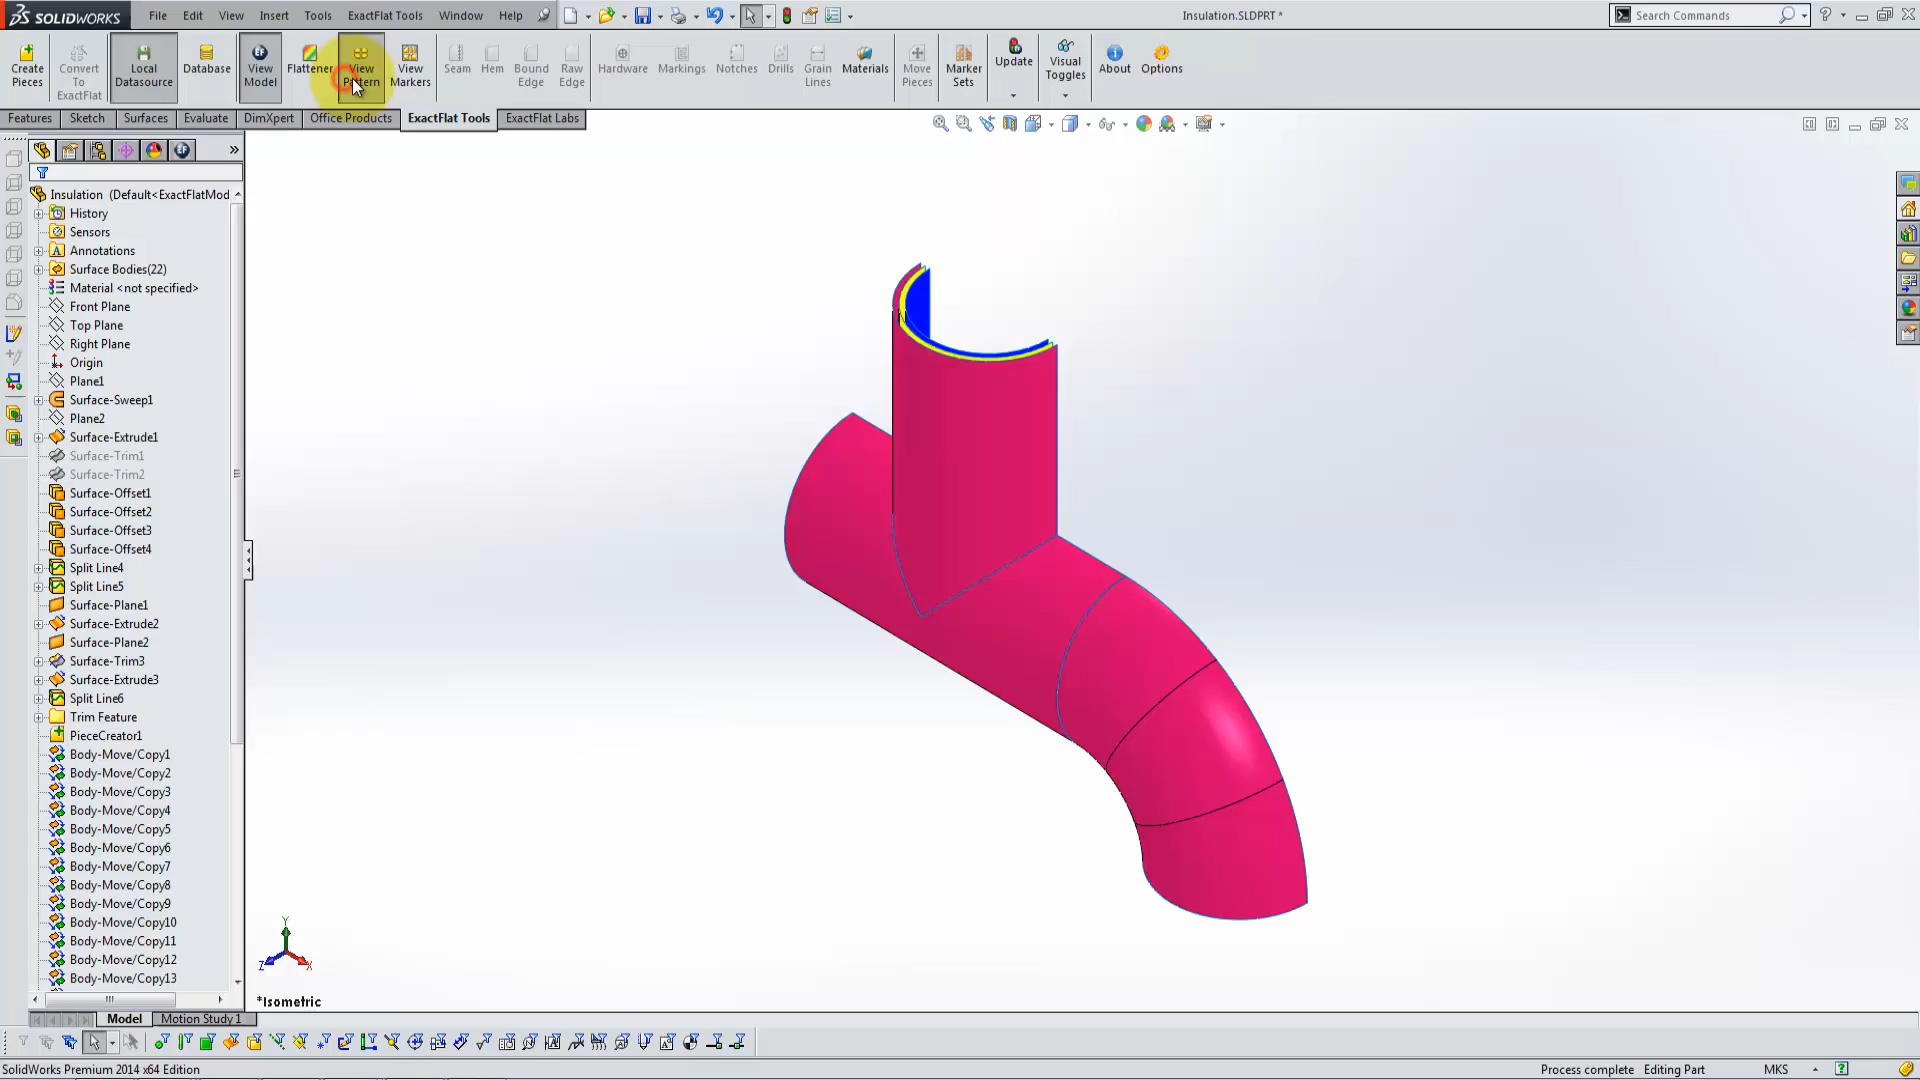 SOLIDWORKS File Edit View Insert Tools ExactFlat Tools Window Help Insulation.SLDPRT * Search Commands
Create Pieces
Convert To ExactFlat
Local Datasource
Database
View Model
Flattener
View Pattern
View Markers
Seam
Hem
Bound Edge
Raw Edge
Hardware
Markings
Notches
Drills
Grain Lines
Materials
Move Pieces
Marker Sets
Update
Visual Toggles
About
Options
Features Sketch Surfaces Evaluate DimXpert Office Products ExactFlat Tools ExactFlat Labs
Insulation (Default<ExactFlatMod
History
Sensors
Annotations
Surface Bodies(22)
Material <not specified>
Front Plane
Top Plane
Right Plane
Origin
Plane1
Surface-Sweep1
Plane2
Surface-Extrude1
Surface-Trim1
Surface-Trim2
Surface-Offset1
Surface-Offset2
Surface-Offset3
Surface-Offset4
Split Line4
Split Line5
Surface-Plane1
Surface-Extrude2
Surface-Plane2
Surface-Trim3
Surface-Extrude3
Split Line6
Trim Feature
PieceCreator1
Body-Move/Copy1
Body-Move/Copy2
Body-Move/Copy3
Body-Move/Copy4
Body-Move/Copy5
Body-Move/Copy6
Body-Move/Copy7
Body-Move/Copy8
Body-Move/Copy9
Body-Move/Copy10
Body-Move/Copy11
Body-Move/Copy12
Body-Move/Copy13
Y
Z X
*Isometric
Model Motion Study 1
SolidWorks Premium 2014 x64 Edition Process complete Editing Part MKS